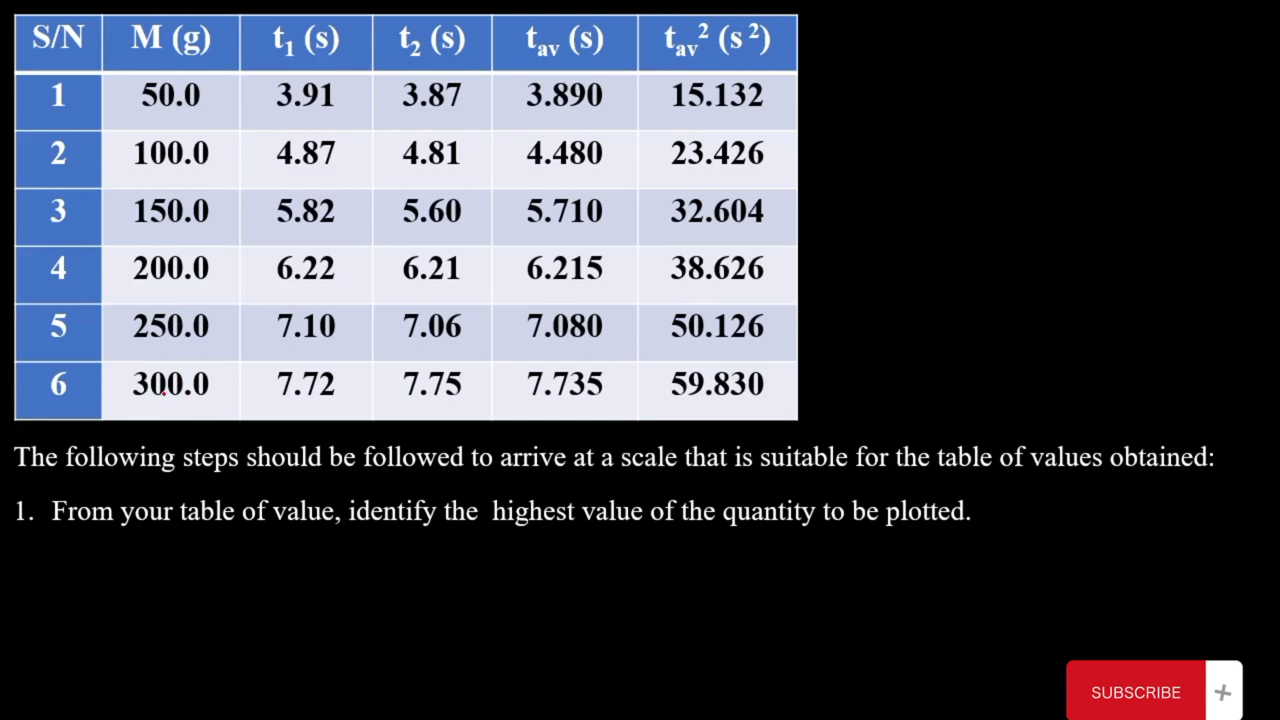 S/N M (g) t₁ (s) t₂ (s) tₐᵥ (s) tₐᵥ² (s²)
1 50.0 3.91 3.87 3.890 15.132
2 100.0 4.87 4.81 4.480 23.426
3 150.0 5.82 5.60 5.710 32.604
4 200.0 6.22 6.21 6.215 38.626
5 250.0 7.10 7.06 7.080 50.126
6 300.0 7.72 7.75 7.735 59.830
The following steps should be followed to arrive at a scale that is suitable for the table of values obtained:
1. From your table of value, identify the highest value of the quantity to be plotted.
SUBSCRIBE +